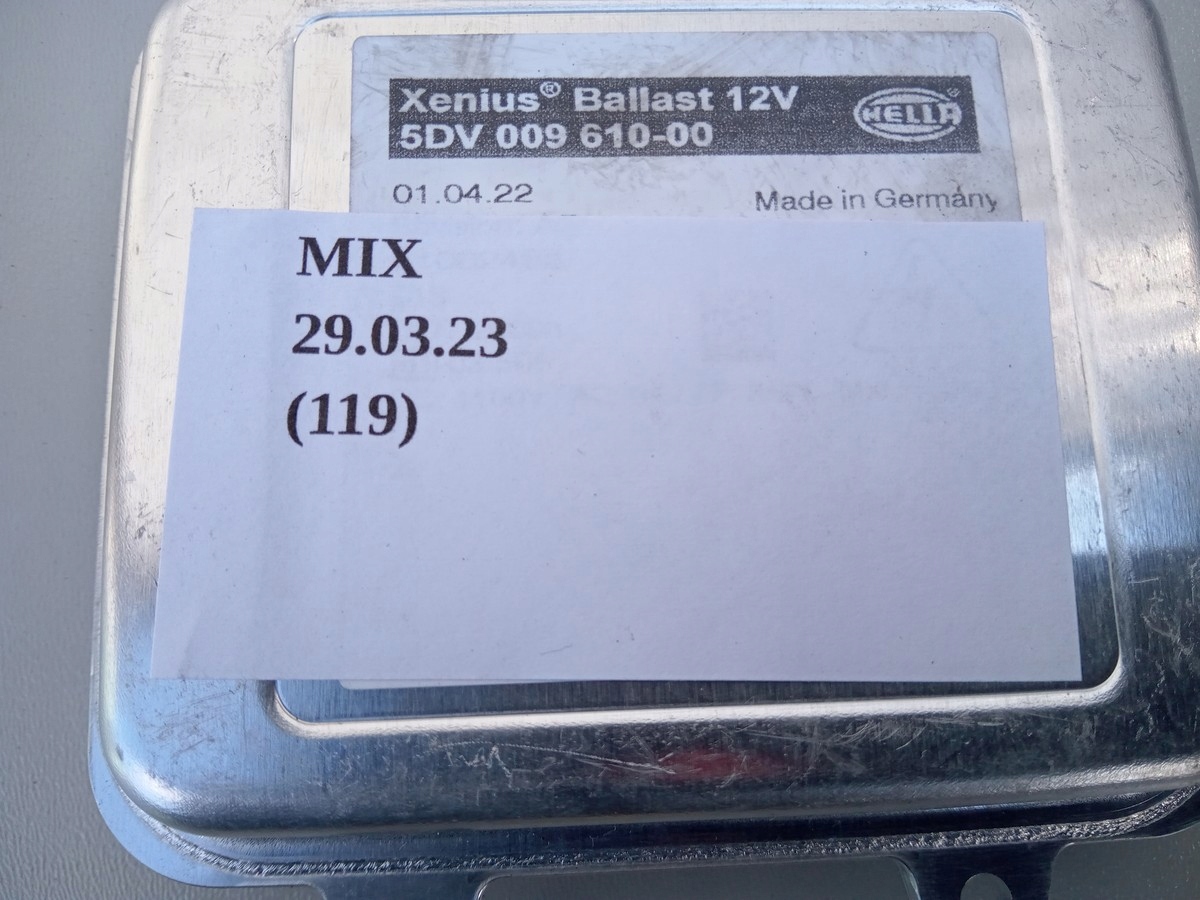 Xenius® Ballast 12V
5DV 009 610-00
HELLA®
01.04.22
Made in Germany
MIX
29.03.23
(119)